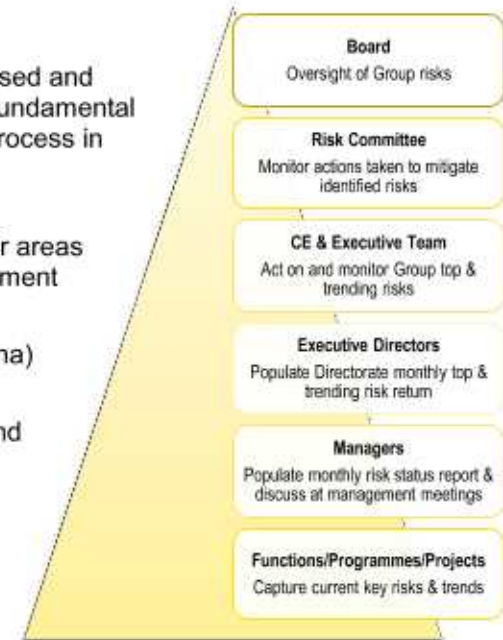 sed and
undamental
rocess in
r areas
ment
na)
nd
Board
Oversight of Group risks
Risk Committee
Monitor actions taken to mitigate
identified risks
CE & Executive Team
Act on and monitor Group top &
trending risks
Executive Directors
Populate Directorate monthly top &
trending risk return
Managers
Populate monthly risk status report &
discuss at management meetings
Functions/Programmes/Projects
Capture current key risks & trends